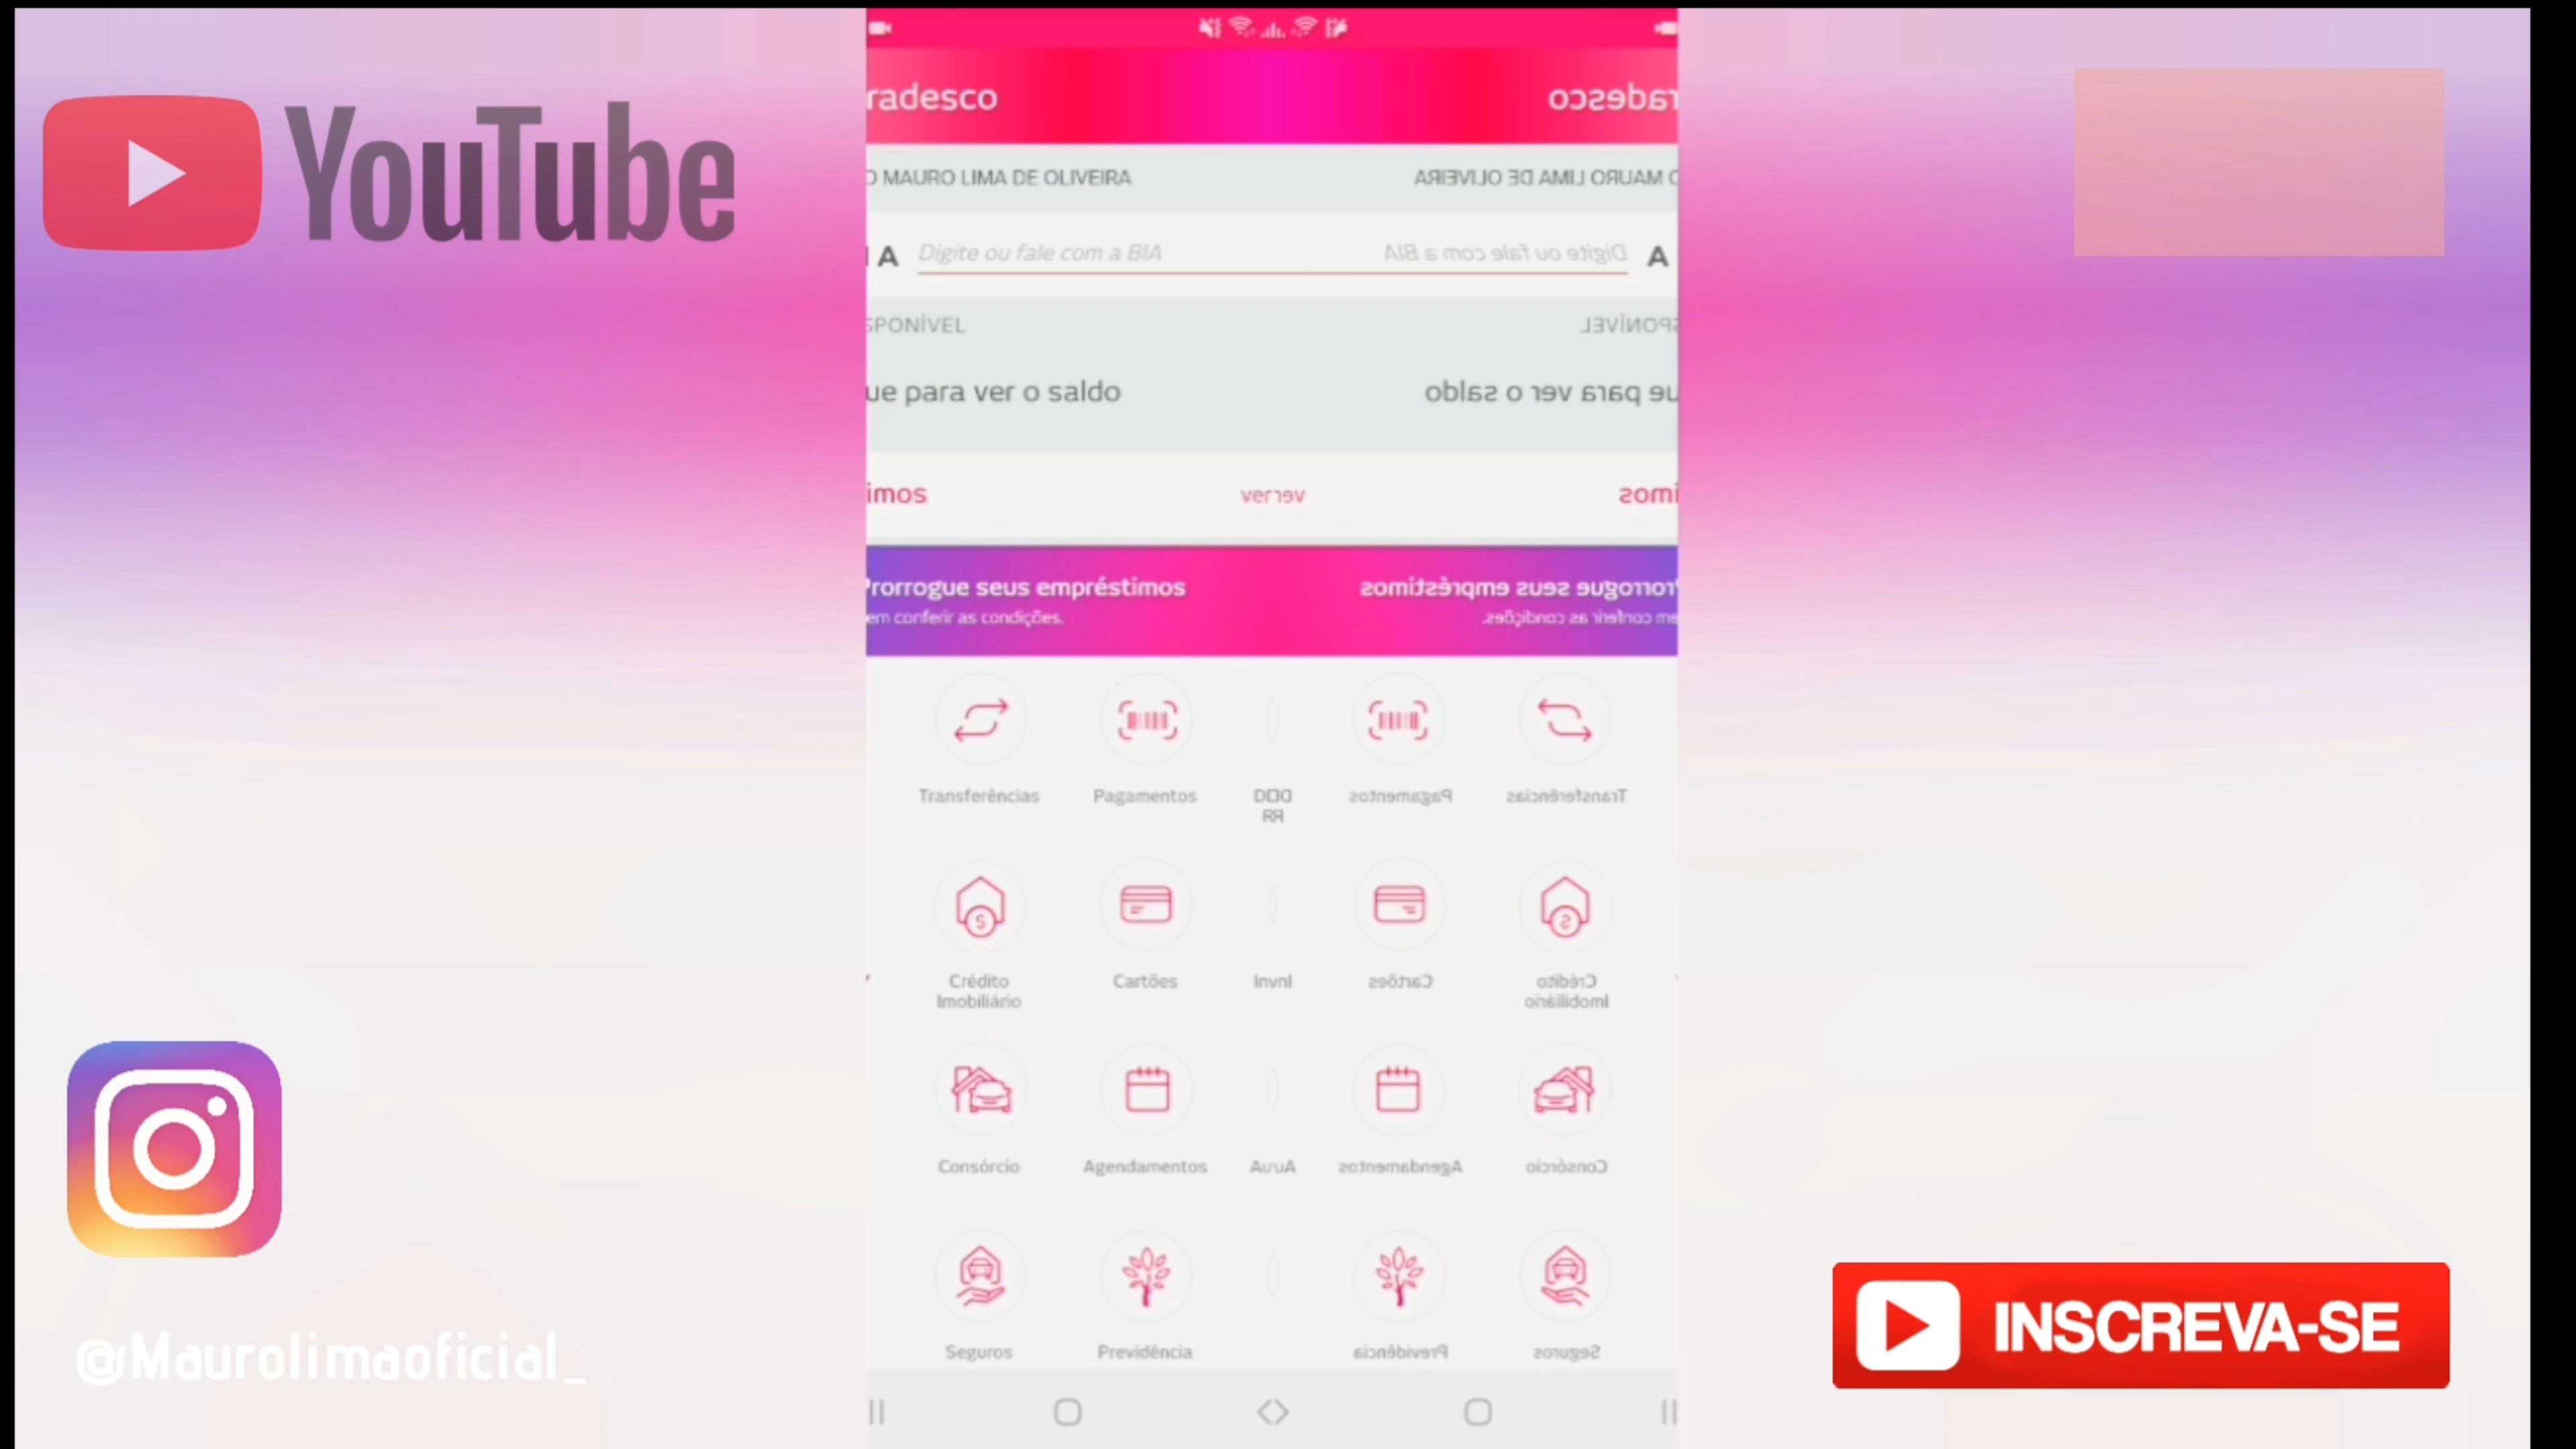 YouTube
radesco
O MAURO LIMA DE OLIVEIRA
A Digite ou fale com a BIA
SPONÍVEL
ue para ver o saldo
imos
ver
Prorrogue seus empréstimos
em conferir as condições.
Transferências Pagamentos
Crédito Imobiliário Cartões
Consórcio Agendamentos
Seguros Previdência
@Maurolimaoficial_
INSCREVA-SE